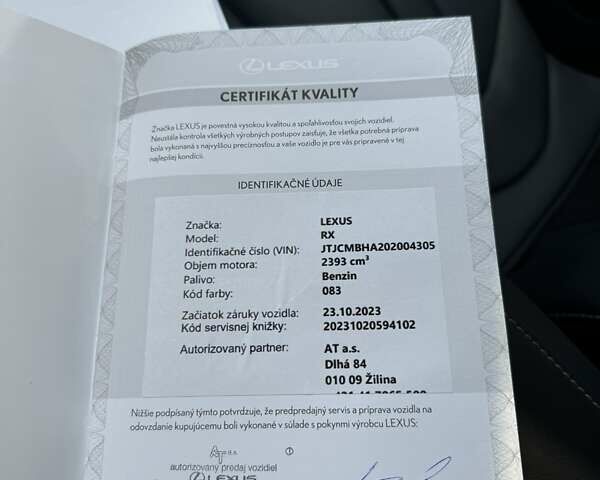 LEXUS
CERTIFIKÁT KVALITY
Značka LEXUS je povestná vysokou kvalitou a spoľahlivosťou svojich vozidiel.
Neustála kontrola všetkých výrobných postupov zaisťuje, že všetka potrebná príprava
bola vykonaná s najvyššou precíznosťou a vaše vozidlo je pre vás pripravené v tej
najlepšej kondícii.
IDENTIFIKAČNÉ ÚDAJE
Značka: LEXUS
Model: RX
Identifikačné číslo (VIN): JTJCMBHA202004305
Objem motora: 2393 cm³
Palivo: Benzin
Kód farby: 083
Začiatok záruky vozidla: 23.10.2023
Kód servisnej knižky: 20231020594102
Autorizovaný partner: AT a.s.
Dlhá 84
010 09 Žilina
Nižšie podpísaný týmto potvrdzuje, že predpredajný servis a príprava vozidla na
odovzdanie kupujúcemu boli vykonané v súlade s pokynmi výrobcu LEXUS:
autorizovaný predaj vozidiel
LEXUS